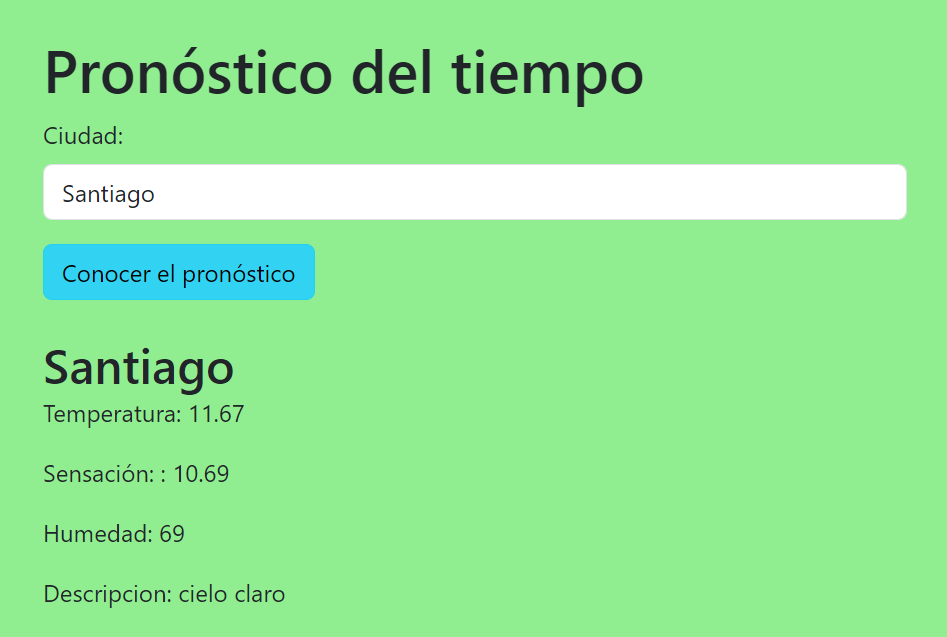 Pronóstico del tiempo
Ciudad:
Santiago
Conocer el pronóstico
Santiago
Temperatura: 11.67
Sensación: : 10.69
Humedad: 69
Descripcion: cielo claro